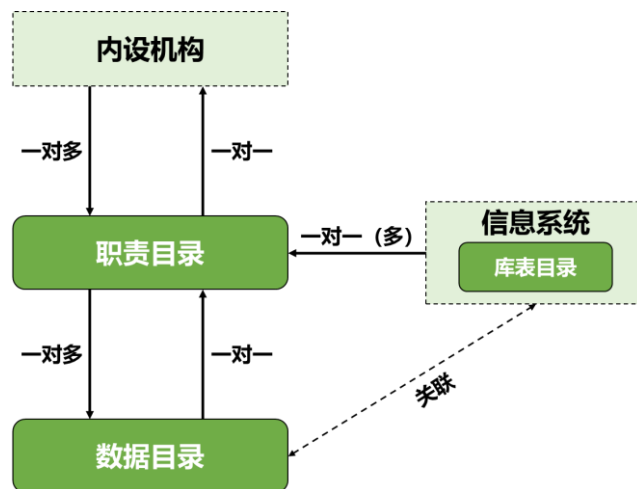 内设机构
一对多
一对一
职责目录
一对一（多）
信息系统
库表目录
一对多
一对一
关联
数据目录